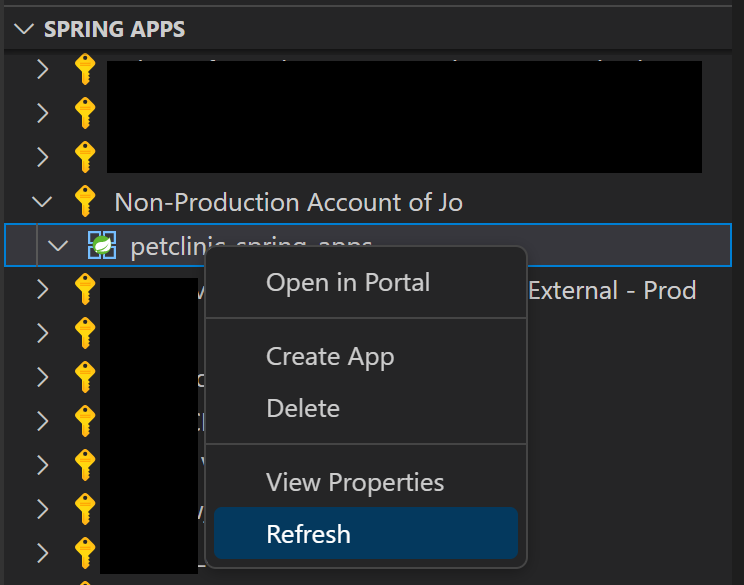 SPRING APPS
Non-Production Account of Jo
petclinic-spring-apps
Open in Portal
External - Prod
Create App
Delete
View Properties
Refresh